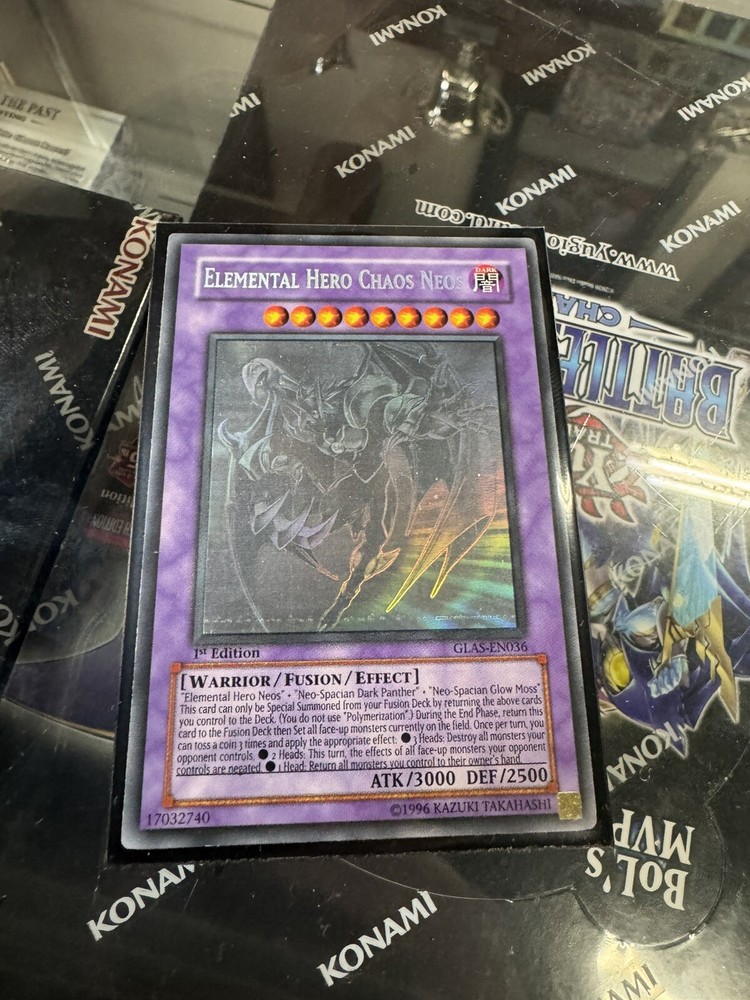 KONAMI
KONAMI
KONAMI
THE PAST
KONAMI
KONAMI
KONAMI
KONAMI
www.yugioh-card.com
KONAMI
BATTLE
CHA
KONAMI
ELEMENTAL HERO CHAOS NEOS
DARK
闇
1st Edition
GLAS-EN036
[WARRIOR/FUSION/EFFECT]
"Elemental Hero Neos" • "Neo-Spacian Dark Panther" • "Neo-Spacian Glow Moss"
This card can only be Special Summoned from your Fusion Deck by returning the above cards
you control to the Deck. (You do not use "Polymerization".) During the End Phase, return this
card to the Fusion Deck then Set all face-up monsters currently on the field. Once per turn, you
can toss a coin 3 times and apply the appropriate effect: ● 3 Heads: Destroy all monsters your
opponent controls. ● 2 Heads: This turn, the effects of all face-up monsters your opponent
controls are negated. ● 1 Head: Return all monsters you control to their owner's hand.
ATK/3000 DEF/2500
17032740
©1996 KAZUKI TAKAHASHI
KONAMI
KONAMI
BOL'S
MVP
KONAMI
KONAMI